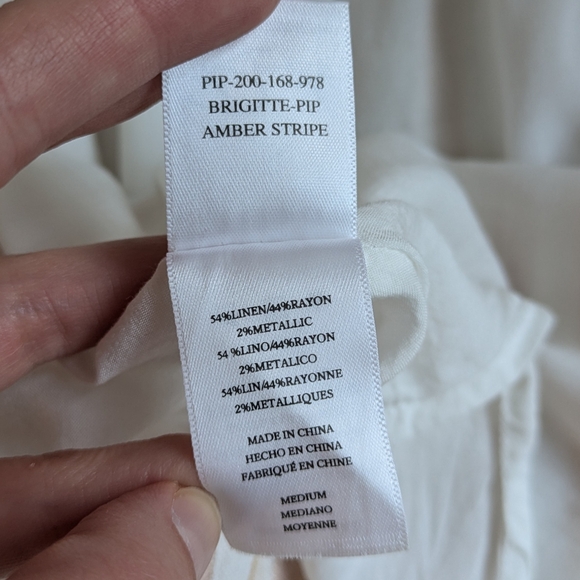 PIP-200-168-978
BRIGITTE-PIP
AMBER STRIPE
54%LINEN/44%RAYON
2%METALLIC
54 %LINO/44%RAYON
2%METALICO
54%LIN/44%RAYONNE
2%METALLIQUES
MADE IN CHINA
HECHO EN CHINA
FABRIQUÉ EN CHINE
MEDIUM
MEDIANO
MOYENNE